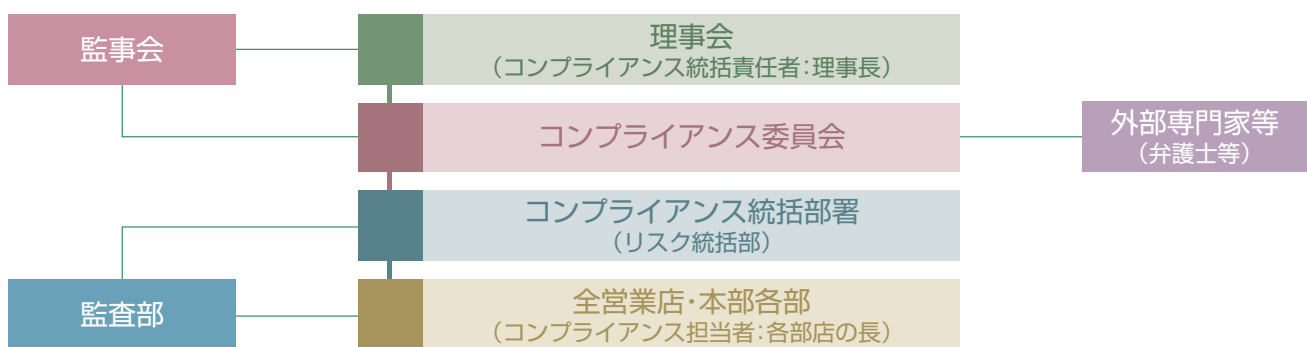 監事会
理事会
（コンプライアンス統括責任者：理事長）
コンプライアンス委員会
外部専門家等
（弁護士等）
コンプライアンス統括部署
（リスク統括部）
監査部
全営業店・本部各部
（コンプライアンス担当者：各部店の長）